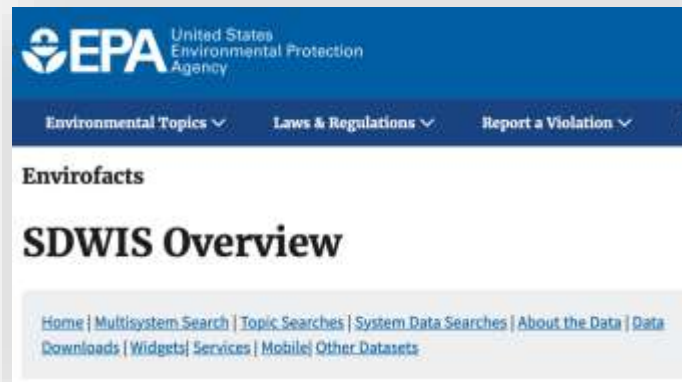 EPA
United States
Environmental Protection
Agency
Environmental Topics
Laws & Regulations
Report a Violation
Envirofacts
SDWIS Overview
Home | Multisystem Search | Topic Searches | System Data Searches | About the Data | Data
Downloads | Widgets| Services | Mobile| Other Datasets